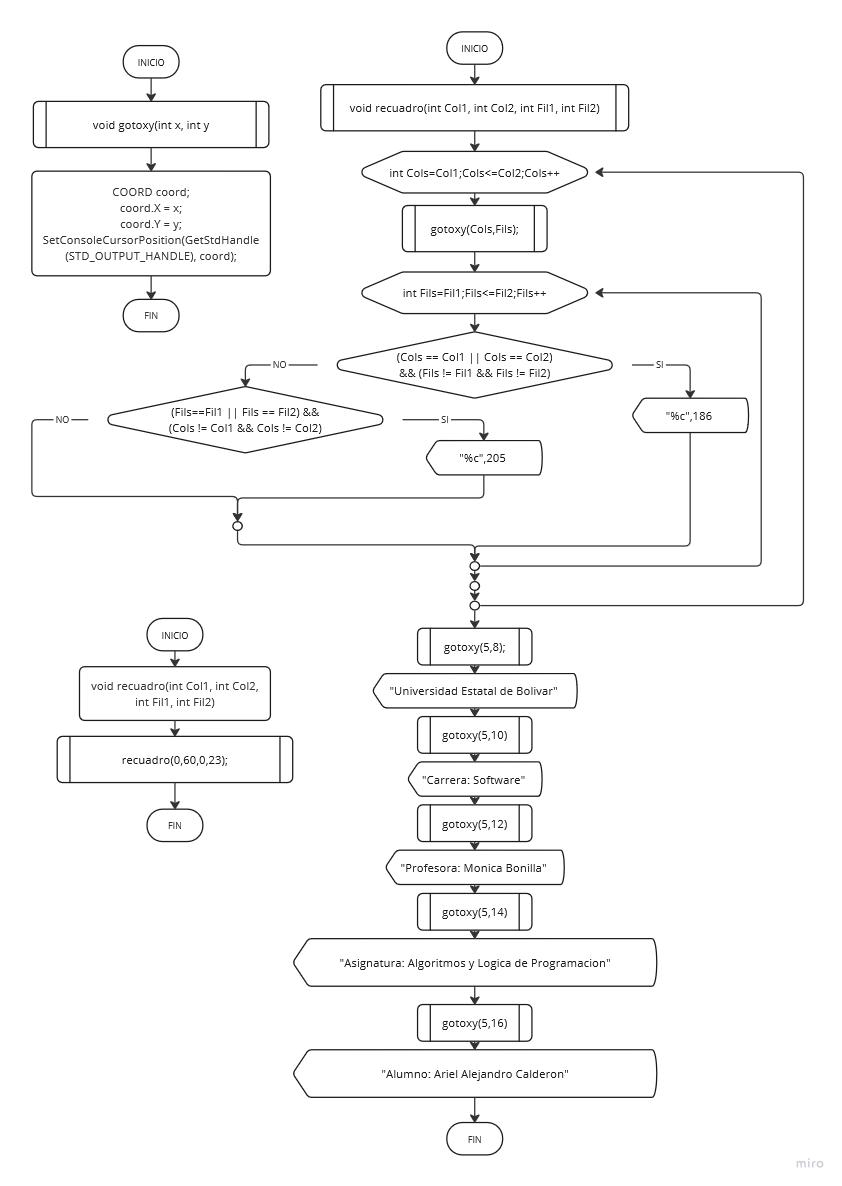 INICIO
void gotoxy(int x, int y
COORD coord;
coord.X = x;
coord.Y = y;
SetConsoleCursorPosition(GetStdHandle
(STD_OUTPUT_HANDLE), coord);
FIN
INICIO
void recuadro(int Col1, int Col2, int Fil1, int Fil2)
int Cols=Col1;Cols<=Col2;Cols++
gotoxy(Cols,Fils);
int Fils=Fil1;Fils<=Fil2;Fils++
(Cols == Col1 || Cols == Col2)
&& (Fils != Fil1 && Fils != Fil2)
NO
SI
"%c",186
(Fils==Fil1 || Fils == Fil2) &&
(Cols != Col1 && Cols != Col2)
NO
SI
"%c",205
gotoxy(5,8);
"Universidad Estatal de Bolivar"
gotoxy(5,10)
"Carrera: Software"
gotoxy(5,12)
"Profesora: Monica Bonilla"
gotoxy(5,14)
"Asignatura: Algoritmos y Logica de Programacion"
gotoxy(5,16)
"Alumno: Ariel Alejandro Calderon"
FIN
INICIO
void recuadro(int Col1, int Col2,
int Fil1, int Fil2)
recuadro(0,60,0,23);
FIN
miro